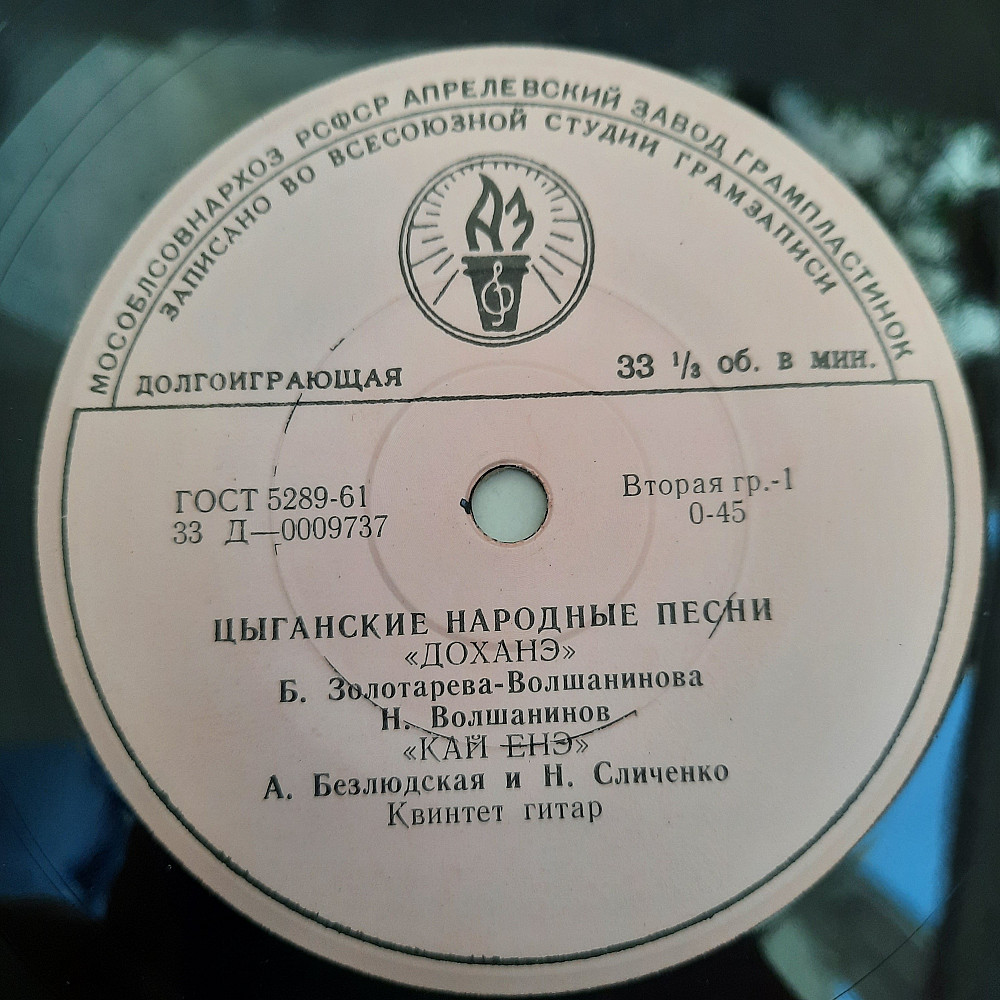 МОСОБЛСОВНАРХОЗ РСФСР АПРЕЛЕВСКИЙ ЗАВОД ГРАМПЛАСТИНОК
ЗАПИСАНО ВО ВСЕСОЮЗНОЙ СТУДИИ ГРАМЗАПИСИ
АЗ
ДОЛГОИГРАЮЩАЯ
33 1/3 об. в мин.
ГОСТ 5289-61
33 Д—0009737
Вторая гр.-1
0-45
ЦЫГАНСКИЕ НАРОДНЫЕ ПЕСНИ
«ДОХАНЭ»
Б. Золотарева-Волшанинова
Н. Волшанинов
«КАЙ ЕНЭ»
А. Безлюдская и Н. Сличенко
Квинтет гитар